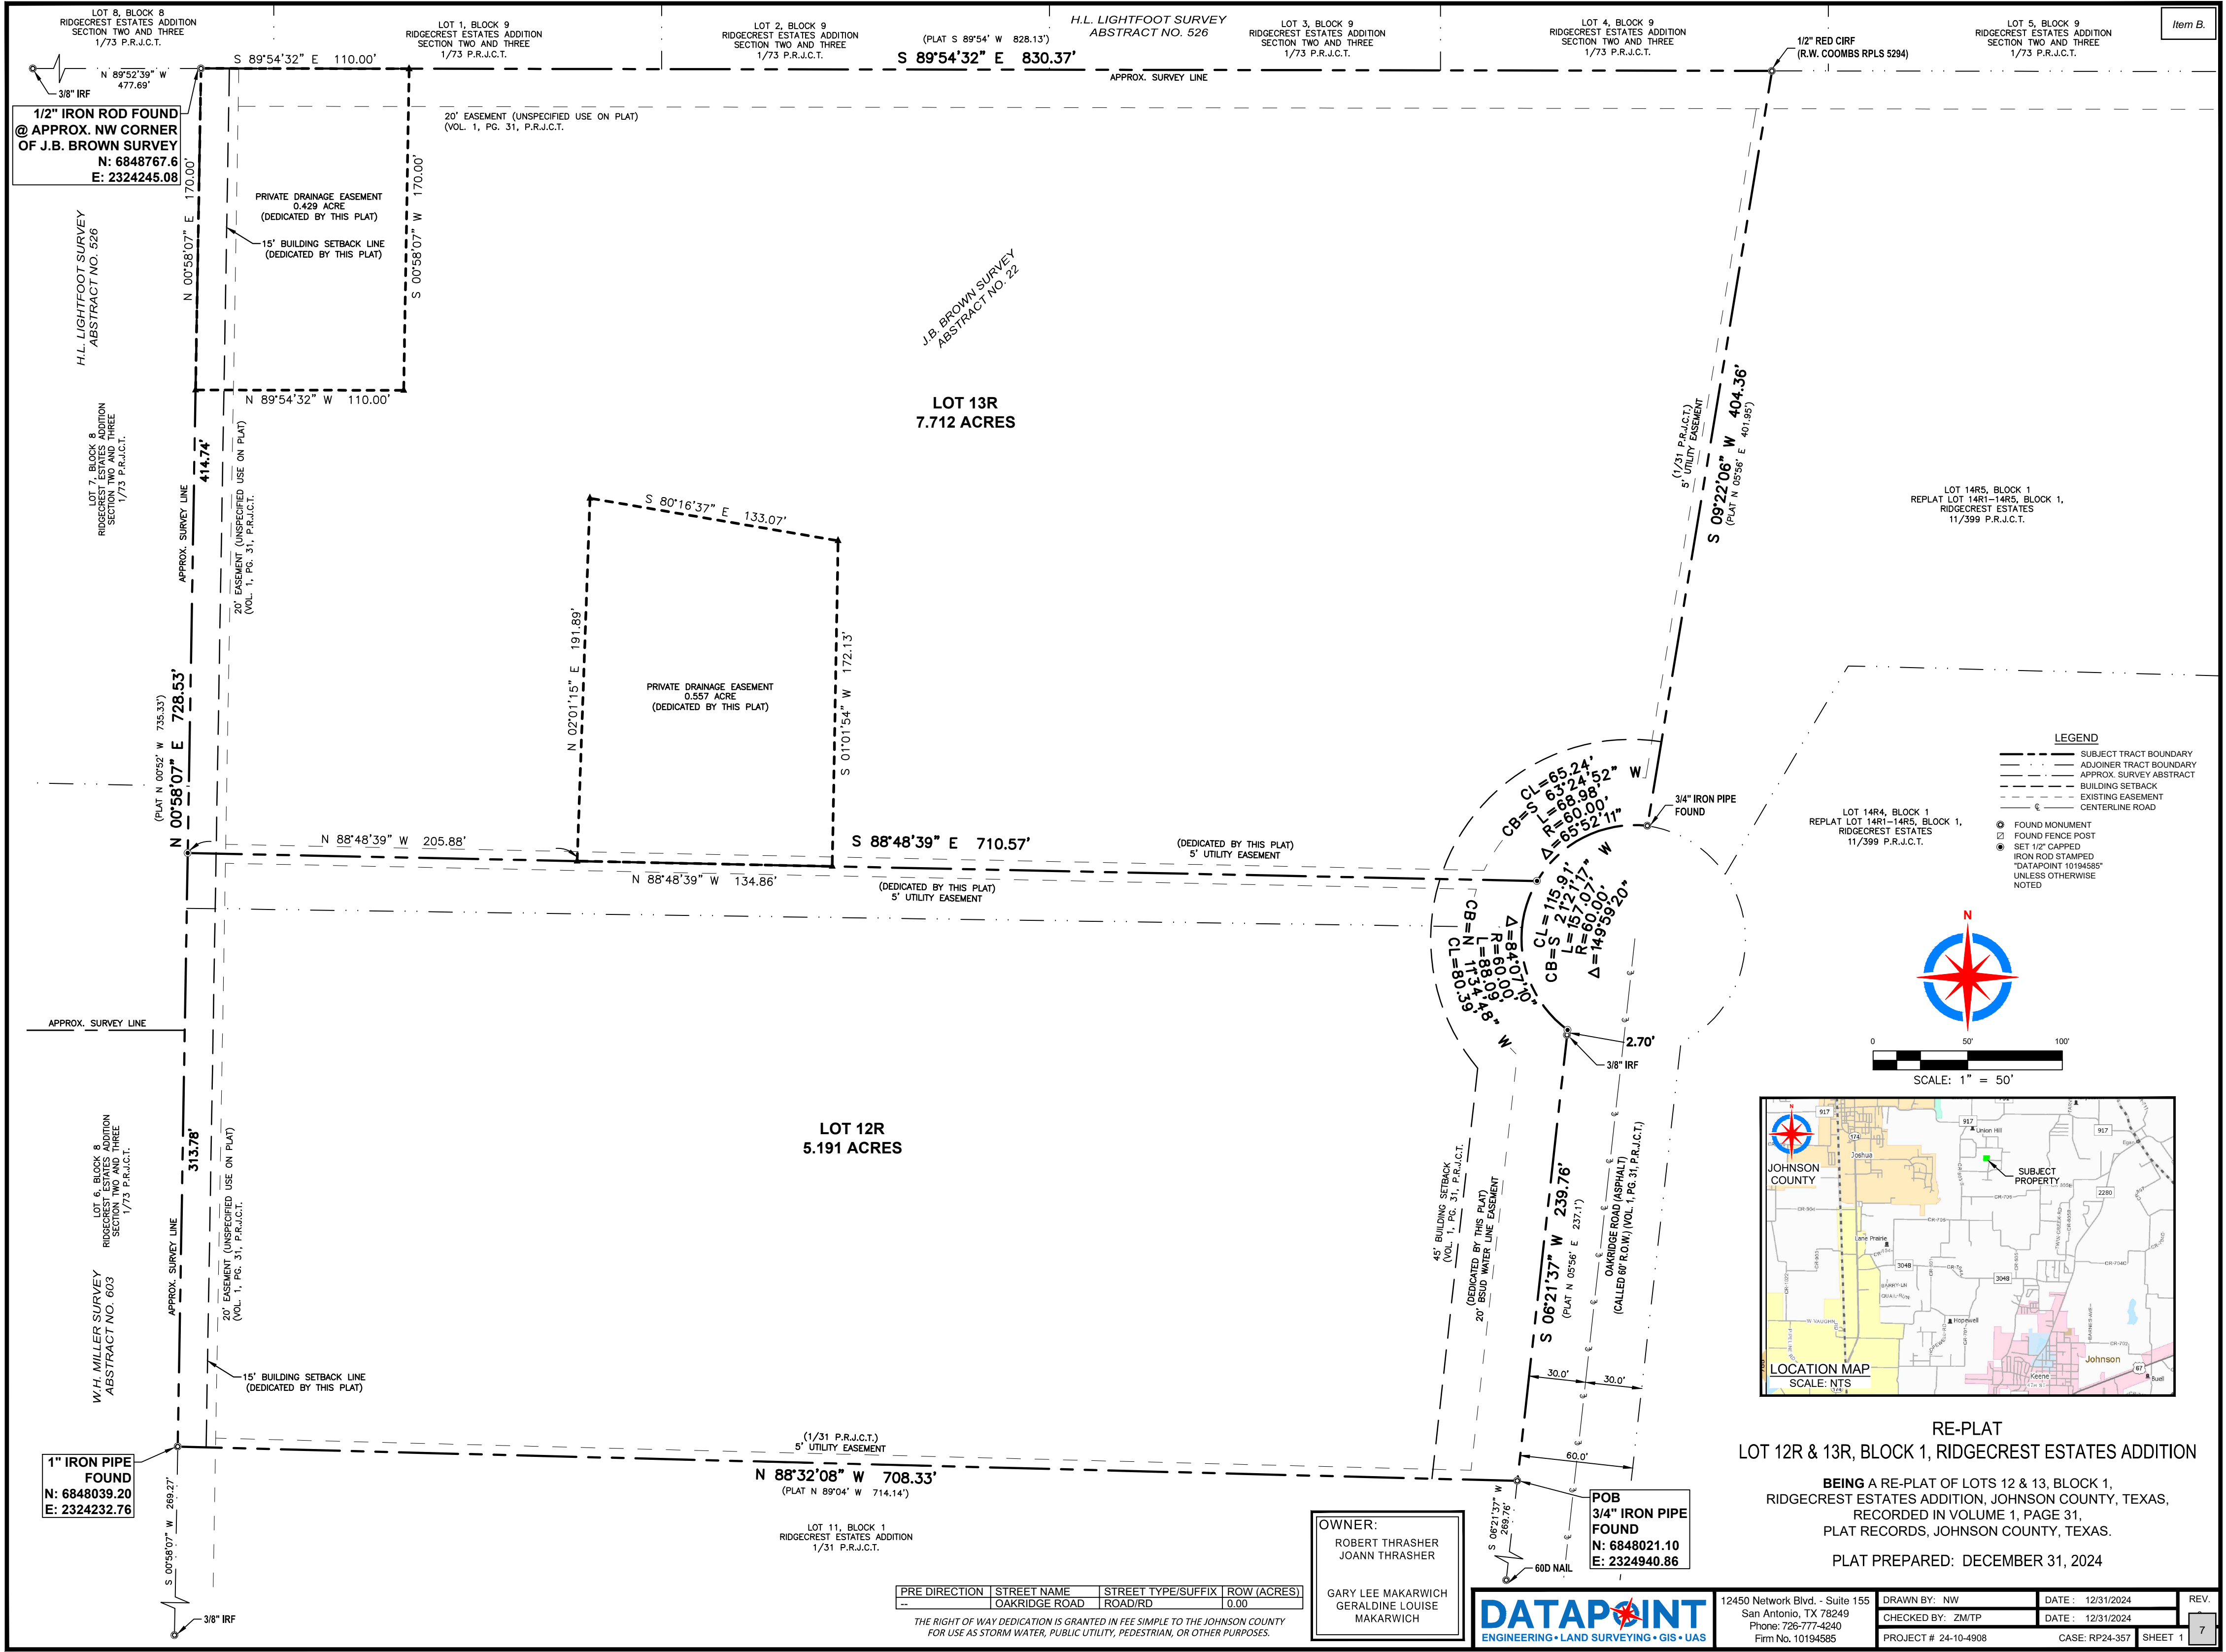 LOT 8, BLOCK 8
RIDGECREST ESTATES ADDITION
SECTION TWO AND THREE
1/73 P.R.J.C.T.
LOT 1, BLOCK 9
RIDGECREST ESTATES ADDITION
SECTION TWO AND THREE
1/73 P.R.J.C.T.
LOT 2, BLOCK 9
RIDGECREST ESTATES ADDITION
SECTION TWO AND THREE
1/73 P.R.J.C.T.
H.L. LIGHTFOOT SURVEY
ABSTRACT NO. 526
LOT 3, BLOCK 9
RIDGECREST ESTATES ADDITION
SECTION TWO AND THREE
1/73 P.R.J.C.T.
LOT 4, BLOCK 9
RIDGECREST ESTATES ADDITION
SECTION TWO AND THREE
1/73 P.R.J.C.T.
LOT 5, BLOCK 9
RIDGECREST ESTATES ADDITION
SECTION TWO AND THREE
1/73 P.R.J.C.T.
Item B.
(PLAT S 89°54' W 828.13')
S 89°54'32" E 830.37'
APPROX. SURVEY LINE
1/2" RED CIRF
(R.W. COOMBS RPLS 5294)
S 89°54'32" E 110.00'
N 89°52'39" W
477.69'
3/8" IRF
1/2" IRON ROD FOUND
@ APPROX. NW CORNER
OF J.B. BROWN SURVEY
N: 6848767.6
E: 2324245.08
20' EASEMENT (UNSPECIFIED USE ON PLAT)
(VOL. 1, PG. 31, P.R.J.C.T.
N 00°58'07" E 170.00'
S 00°58'07" W 170.00'
PRIVATE DRAINAGE EASEMENT
0.429 ACRE
(DEDICATED BY THIS PLAT)
15' BUILDING SETBACK LINE
(DEDICATED BY THIS PLAT)
N 89°54'32" W 110.00'
H.L. LIGHTFOOT SURVEY
ABSTRACT NO. 526
J.B. BROWN SURVEY
ABSTRACT NO. 22
LOT 13R
7.712 ACRES
LOT 7, BLOCK 8
RIDGECREST ESTATES ADDITION
SECTION TWO AND THREE
1/73 P.R.J.C.T.
APPROX. SURVEY LINE
414.74'
20' EASEMENT (UNSPECIFIED USE ON PLAT)
(VOL. 1, PG. 31, P.R.J.C.T.
(1/31 P.R.J.C.T.)
5' UTILITY EASEMENT
S 09°22'06" W 404.36'
(PLAT N 05°56' E 401.95')
LOT 14R5, BLOCK 1
REPLAT LOT 14R1-14R5, BLOCK 1,
RIDGECREST ESTATES
11/399 P.R.J.C.T.
S 80°16'37" E 133.07'
N 02°01'15" E 191.89'
PRIVATE DRAINAGE EASEMENT
0.557 ACRE
(DEDICATED BY THIS PLAT)
S 01°01'54" W 172.13'
(PLAT N 00°52' W 735.33')
N 00°58'07" E 728.53'
N 88°48'39" W 205.88'
N 88°48'39" W 134.86'
S 88°48'39" E 710.57'
(DEDICATED BY THIS PLAT)
5' UTILITY EASEMENT
(DEDICATED BY THIS PLAT)
5' UTILITY EASEMENT
CL=65.24'
CB=S 63°24'52" W
L=68.98'
R=60.00'
Δ=65°52'11"
3/4" IRON PIPE
FOUND
CL=115.91'
CB=S 21°21'17" W
L=157.07'
R=60.00'
Δ=149°59'20"
Δ=84°07'10"
R=60.00'
L=88.09'
CB=N 11°34'48" W
CL=80.39'
2.70'
3/8" IRF
LOT 14R4, BLOCK 1
REPLAT LOT 14R1-14R5, BLOCK 1,
RIDGECREST ESTATES
11/399 P.R.J.C.T.
LEGEND
SUBJECT TRACT BOUNDARY
ADJOINER TRACT BOUNDARY
APPROX. SURVEY ABSTRACT
BUILDING SETBACK
EXISTING EASEMENT
CENTERLINE ROAD
FOUND MONUMENT
FOUND FENCE POST
SET 1/2" CAPPED
IRON ROD STAMPED
"DATAPOINT 10194585"
UNLESS OTHERWISE
NOTED
N
0 50' 100'
SCALE: 1" = 50'
APPROX. SURVEY LINE
LOT 6, BLOCK 8
RIDGECREST ESTATES ADDITION
SECTION TWO AND THREE
1/73 P.R.J.C.T.
313.78'
APPROX. SURVEY LINE
20' EASEMENT (UNSPECIFIED USE ON PLAT)
(VOL. 1, PG. 31, P.R.J.C.T.
LOT 12R
5.191 ACRES
W.H. MILLER SURVEY
ABSTRACT NO. 603
15' BUILDING SETBACK LINE
(DEDICATED BY THIS PLAT)
45' BUILDING SETBACK
(VOL. 1, PG. 31, P.R.J.C.T.
(DEDICATED BY THIS PLAT)
20' BSUD WATER LINE EASEMENT
S 06°21'37" W 239.76'
(PLAT N 05°56' E 237.1')
OAKRIDGE ROAD (ASPHALT)
(CALLED 60' R.O.W.) (VOL. 1, PG. 31, P.R.J.C.T.)
30.0'
30.0'
60.0'
1" IRON PIPE
FOUND
N: 6848039.20
E: 2324232.76
(1/31 P.R.J.C.T.)
5' UTILITY EASEMENT
N 88°32'08" W 708.33'
(PLAT N 89°04' W 714.14')
LOT 11, BLOCK 1
RIDGECREST ESTATES ADDITION
1/31 P.R.J.C.T.
S 00°58'07" W 269.27'
3/8" IRF
S 06°21'37" W
269.76'
60D NAIL
POB
3/4" IRON PIPE
FOUND
N: 6848021.10
E: 2324940.86
N
JOHNSON
COUNTY
917
174
Joshua
917
Union Hill
917
SUBJECT
PROPERTY
2280
Lane Prairie
3048
3048
Hopewell
Johnson
67
Keene
Buell
LOCATION MAP
SCALE: NTS
RE-PLAT
LOT 12R & 13R, BLOCK 1, RIDGECREST ESTATES ADDITION
BEING A RE-PLAT OF LOTS 12 & 13, BLOCK 1,
RIDGECREST ESTATES ADDITION, JOHNSON COUNTY, TEXAS,
RECORDED IN VOLUME 1, PAGE 31,
PLAT RECORDS, JOHNSON COUNTY, TEXAS.
PLAT PREPARED: DECEMBER 31, 2024
OWNER:
ROBERT THRASHER
JOANN THRASHER
GARY LEE MAKARWICH
GERALDINE LOUISE
MAKARWICH
PRE DIRECTION STREET NAME STREET TYPE/SUFFIX ROW (ACRES)
-- OAKRIDGE ROAD ROAD/RD 0.00
THE RIGHT OF WAY DEDICATION IS GRANTED IN FEE SIMPLE TO THE JOHNSON COUNTY
FOR USE AS STORM WATER, PUBLIC UTILITY, PEDESTRIAN, OR OTHER PURPOSES.
DATAPOINT
ENGINEERING • LAND SURVEYING • GIS • UAS
12450 Network Blvd. - Suite 155
San Antonio, TX 78249
Phone: 726-777-4240
Firm No. 10194585
DRAWN BY: NW DATE : 12/31/2024 REV.
CHECKED BY: ZM/TP DATE : 12/31/2024
PROJECT # 24-10-4908 CASE: RP24-357 SHEET 1
7